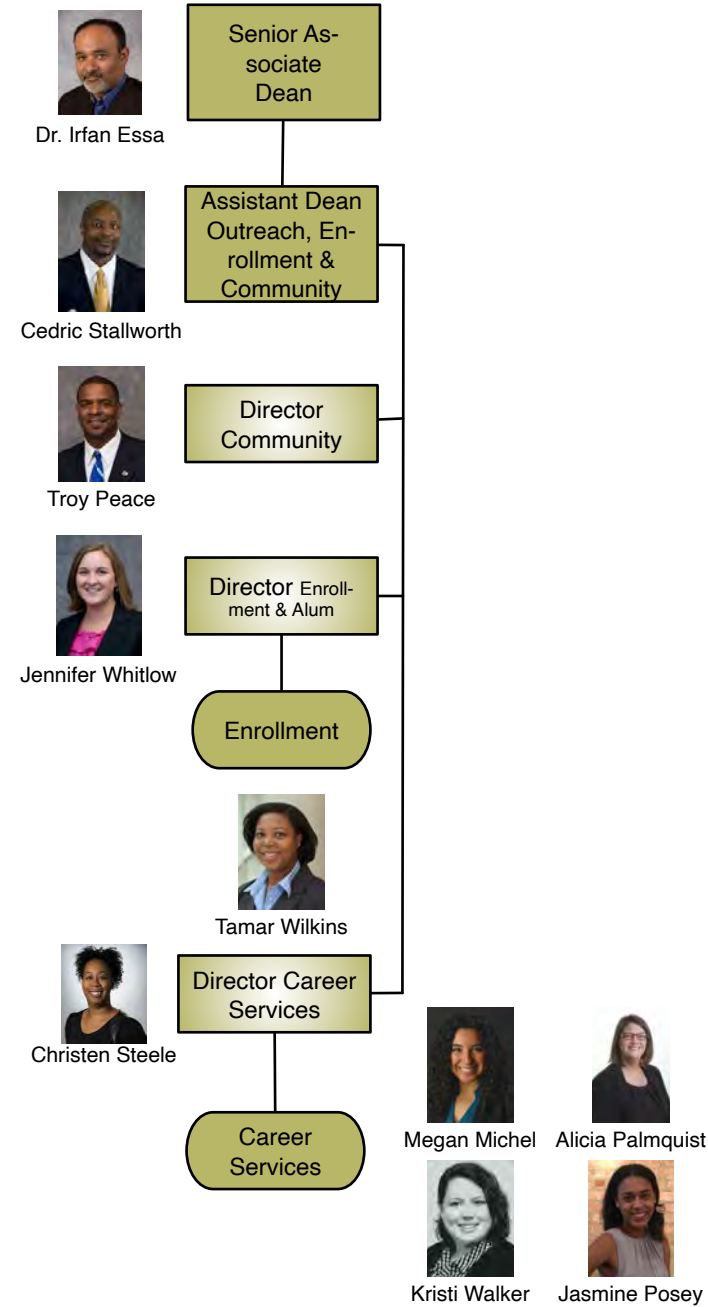 Senior As-
sociate
Dean
Dr. Irfan Essa
Assistant Dean
Outreach, En-
rollment &
Community
Cedric Stallworth
Director
Community
Troy Peace
Director Enroll-
ment & Alum
Jennifer Whitlow
Enrollment
Tamar Wilkins
Director Career
Services
Christen Steele
Career
Services
Megan Michel
Alicia Palmquist
Kristi Walker
Jasmine Posey